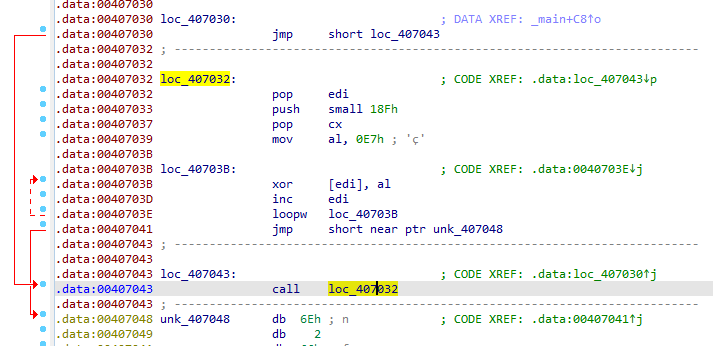 .data:00407030
.data:00407030 loc_407030: ; DATA XREF: _main+C8↑o
.data:00407030 jmp short loc_407043
.data:00407032 ; ---------------------------------------------------------------------------
.data:00407032
.data:00407032 loc_407032: ; CODE XREF: .data:loc_407043↓p
.data:00407032 pop edi
.data:00407033 push small 18Fh
.data:00407037 pop cx
.data:00407039 mov al, 0E7h ; 'ç'
.data:0040703B
.data:0040703B loc_40703B: ; CODE XREF: .data:0040703E↓j
.data:0040703B xor [edi], al
.data:0040703D inc edi
.data:0040703E loopw loc_40703B
.data:00407041 jmp short near ptr unk_407048
.data:00407043 ; ---------------------------------------------------------------------------
.data:00407043
.data:00407043 loc_407043: ; CODE XREF: .data:loc_407030↑j
.data:00407043 call loc_407032
.data:00407043 ; ---------------------------------------------------------------------------
.data:00407048 unk_407048 db 6Eh ; n ; CODE XREF: .data:00407041↑j
.data:00407049 db 2